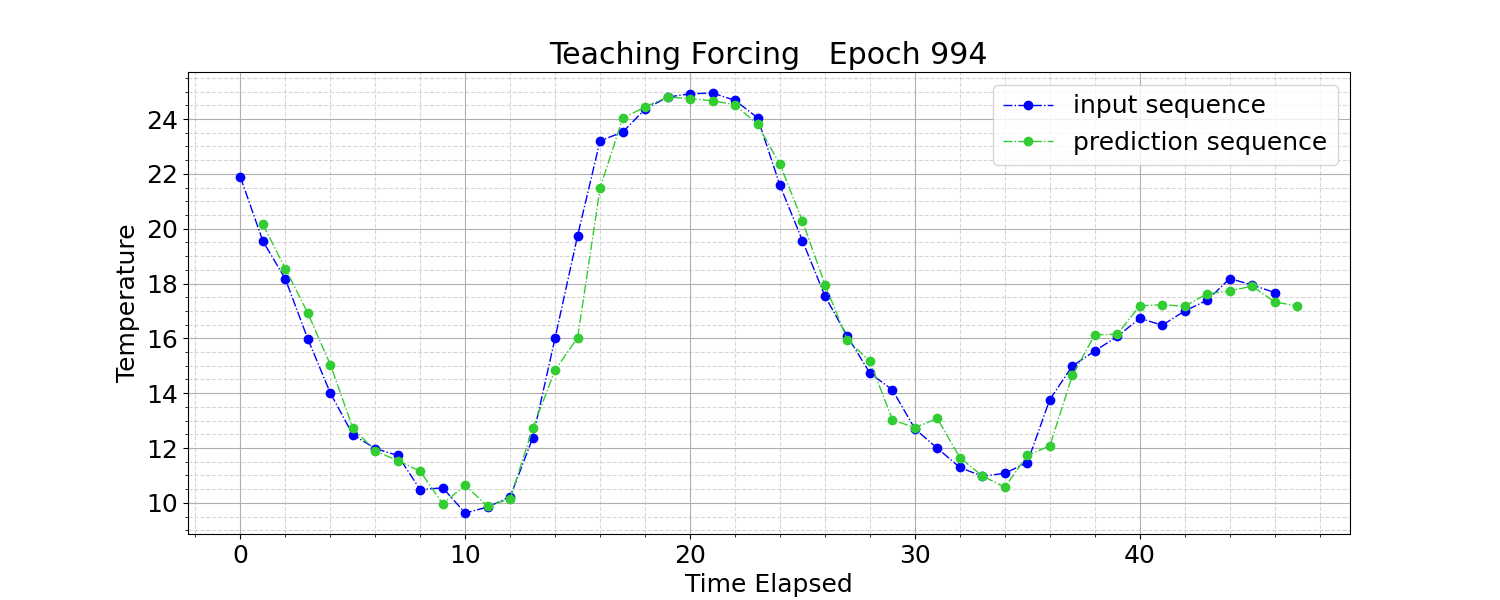 Teaching Forcing   Epoch 994
input sequence
prediction sequence
Temperature
24
22
20
18
16
14
12
10
0 10 20 30 40
Time Elapsed